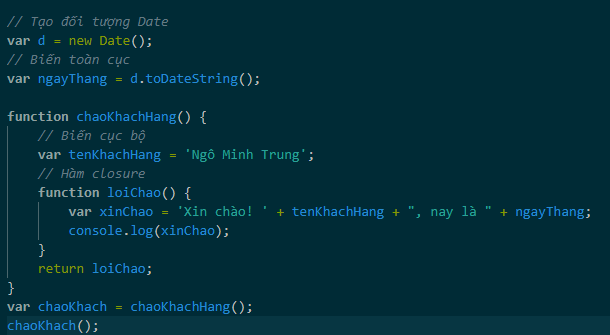 // Tạo đối tượng Date
var d = new Date();
// Biến toàn cục
var ngayThang = d.toDateString();
function chaoKhachHang() {
// Biến cục bộ
var tenKhachHang = 'Ngô Minh Trung';
// Hàm closure
function loiChao() {
var xinChao = 'Xin chào! ' + tenKhachHang + ", nay là " + ngayThang;
console.log(xinChao);
}
return loiChao;
}
var chaoKhach = chaoKhachHang();
chaoKhach();